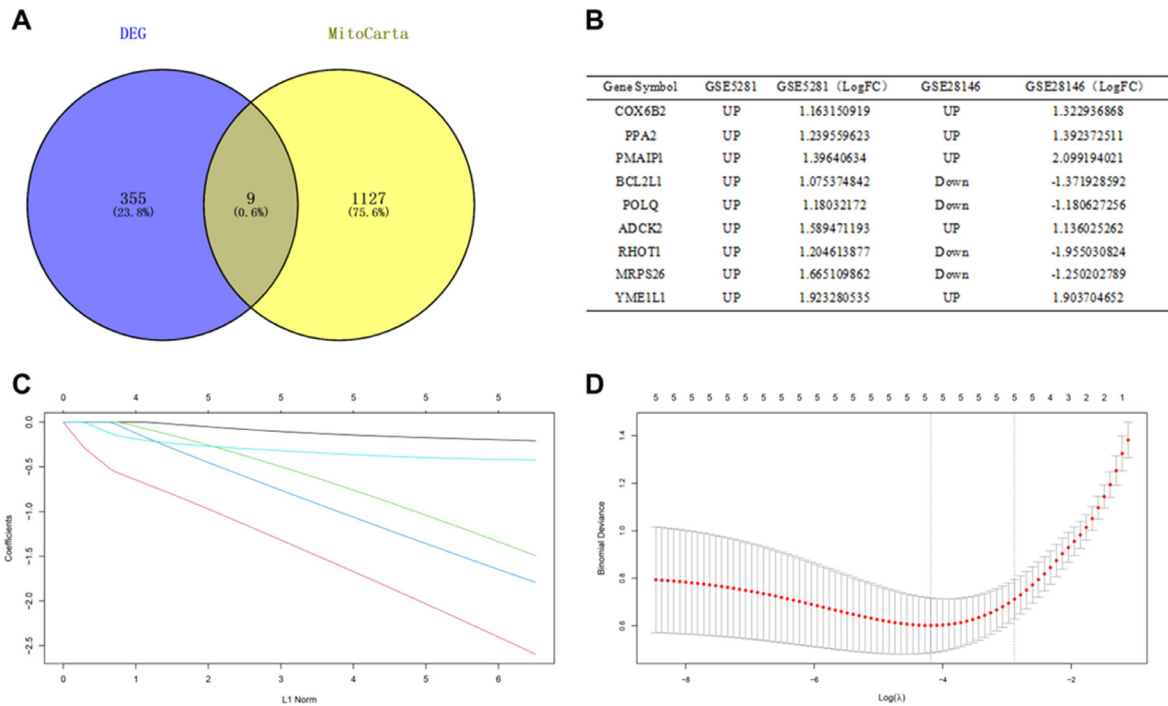 A
DEG MitoCarta
355
(23.8%)
9
(0.6%)
1127
(75.6%)
B
Gene Symbol GSE5281 GSE5281（LogFC） GSE28146 GSE28146（LogFC）
COX6B2 UP 1.163150919 UP 1.322936868
PPA2 UP 1.239559623 UP 1.392372511
PMAIP1 UP 1.39640634 UP 2.099194021
BCL2L1 UP 1.075374842 Down -1.371928592
POLQ UP 1.18032172 Down -1.180627256
ADCK2 UP 1.589471193 UP 1.136025262
RHOT1 UP 1.204613877 Down -1.955030824
MRPS26 UP 1.665109862 Down -1.250202789
YME1L1 UP 1.923280535 UP 1.903704652
C
0 4 5 5 5 5 5
0.0
-0.5
-1.0
-1.5
-2.0
-2.5
Coefficients
0 1 2 3 4 5 6
L1 Norm
D
5 5 5 5 5 5 5 5 5 5 5 5 5 5 5 5 5 5 5 5 5 4 3 2 2 1
1.4
1.2
1.0
0.8
0.6
Binomial Deviance
-8 -6 -4 -2
Log(λ)